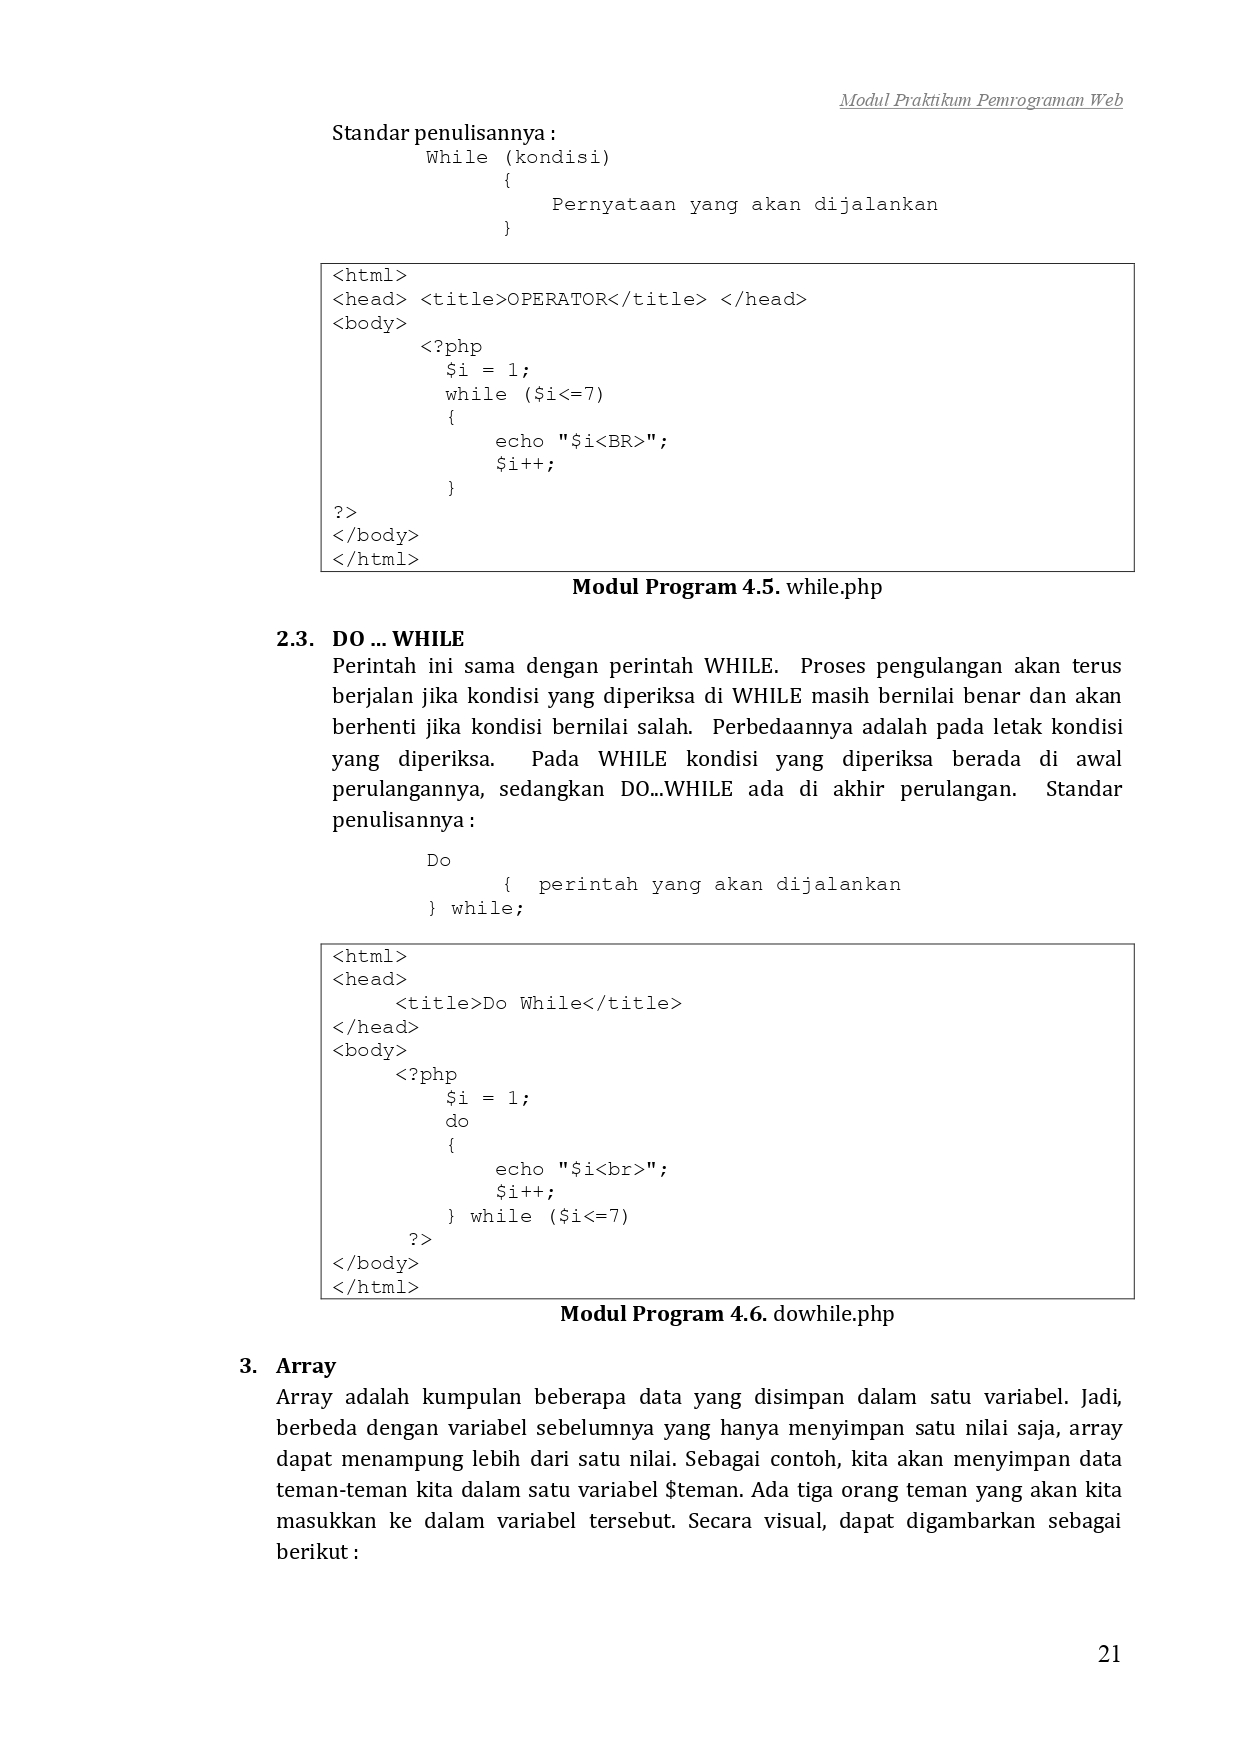 Modul Praktikum Pemrograman Web
Standar penulisannya :
While (kondisi)
{
Pernyataan yang akan dijalankan
}
<html>
<head> <title>OPERATOR</title> </head>
<body>
<?php
$i = 1;
while ($i<=7)
{
echo "$i<BR>";
$i++;
}
?>
</body>
</html>
Modul Program 4.5. while.php
2.3. DO ... WHILE
Perintah ini sama dengan perintah WHILE. Proses pengulangan akan terus
berjalan jika kondisi yang diperiksa di WHILE masih bernilai benar dan akan
berhenti jika kondisi bernilai salah. Perbedaannya adalah pada letak kondisi
yang diperiksa. Pada WHILE kondisi yang diperiksa berada di awal
perulangannya, sedangkan DO...WHILE ada di akhir perulangan. Standar
penulisannya :
Do
{ perintah yang akan dijalankan
} while;
<html>
<head>
<title>Do While</title>
</head>
<body>
<?php
$i = 1;
do
{
echo "$i<br>";
$i++;
} while ($i<=7)
?>
</body>
</html>
Modul Program 4.6. dowhile.php
3. Array
Array adalah kumpulan beberapa data yang disimpan dalam satu variabel. Jadi,
berbeda dengan variabel sebelumnya yang hanya menyimpan satu nilai saja, array
dapat menampung lebih dari satu nilai. Sebagai contoh, kita akan menyimpan data
teman-teman kita dalam satu variabel $teman. Ada tiga orang teman yang akan kita
masukkan ke dalam variabel tersebut. Secara visual, dapat digambarkan sebagai
berikut :
21